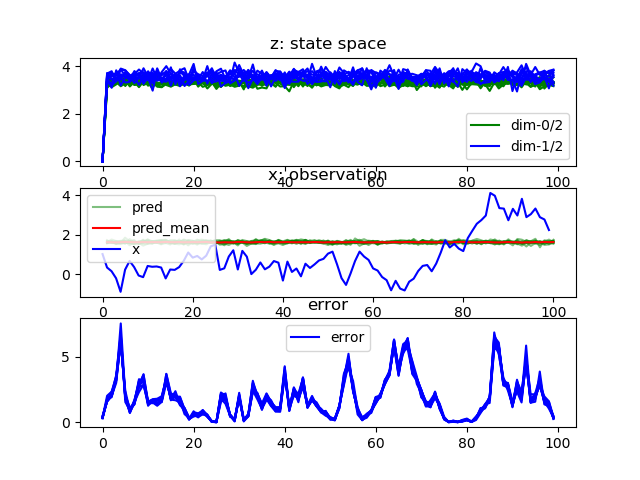 z: state space
4
2
0
dim-0/2
dim-1/2
0 20 40 60 80 100
x: observation
4
2
0
pred
pred_mean
x
0 20 40 60 80 100
error
5
0
error
0 20 40 60 80 100